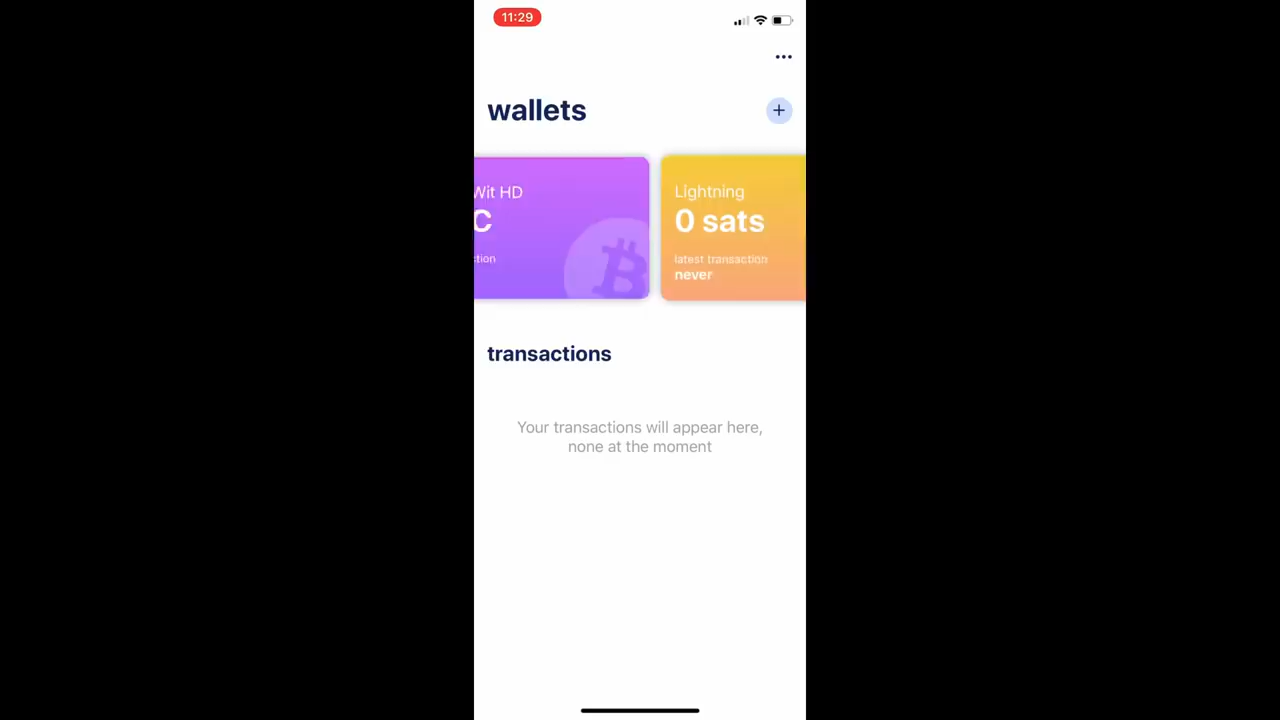 11:29
wallets
Wit HD
C
ction
Lightning
0 sats
latest transaction
never
transactions
Your transactions will appear here,
none at the moment